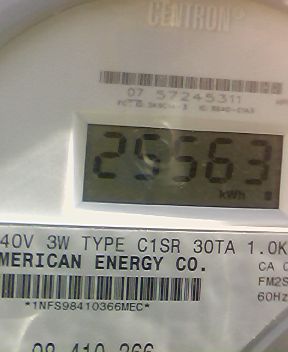 CENTRON®
07 57245311
25563
kWh
40V 3W TYPE C1SR 30TA 1.0K
MERICAN ENERGY CO.
CA 0
FM2S
60Hz
*1NFS98410366MEC*
98 410 366